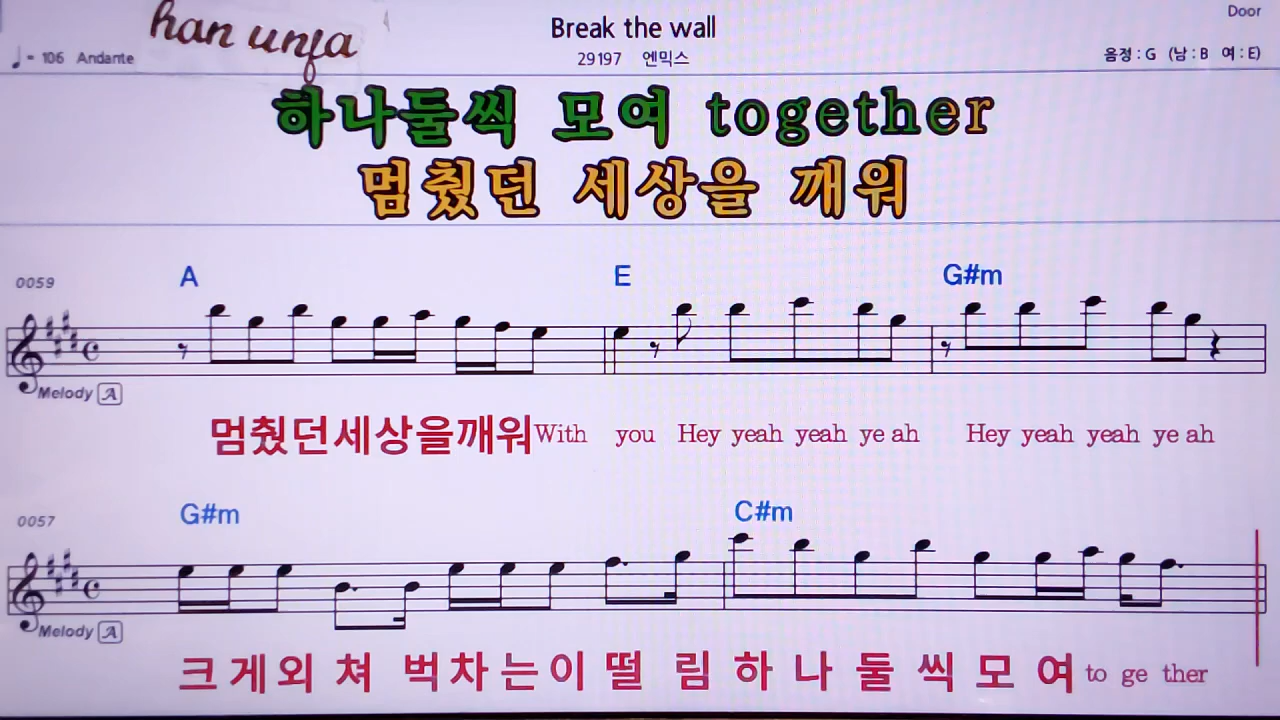 han unja
Break the wall
Door
♩ = 106 Andante
29197 엔믹스
음정 : G (남 : B 여 : E)
하나둘씩 모여 together
멈췄던 세상을 깨워
0059
A E G#m
Melody A
멈췄던세상을깨워With you Hey yeah yeah ye ah Hey yeah yeah ye ah
0057
G#m C#m
Melody A
크게외 쳐 벅차는이 떨 림 하 나 둘 씩 모 여 to ge ther